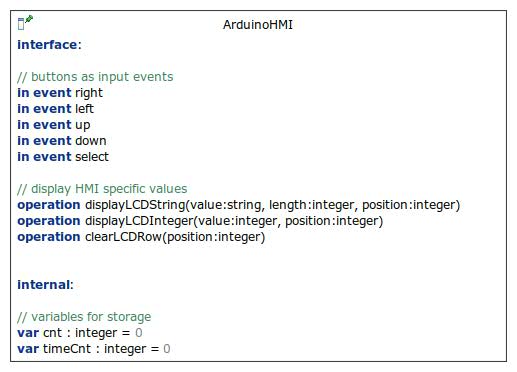 ArduinoHMI
interface:
// buttons as input events
in event right
in event left
in event up
in event down
in event select
// display HMI specific values
operation displayLCDString(value:string, length:integer, position:integer)
operation displayLCDInteger(value:integer, position:integer)
operation clearLCDRow(position:integer)
internal:
// variables for storage
var cnt : integer = 0
var timeCnt : integer = 0